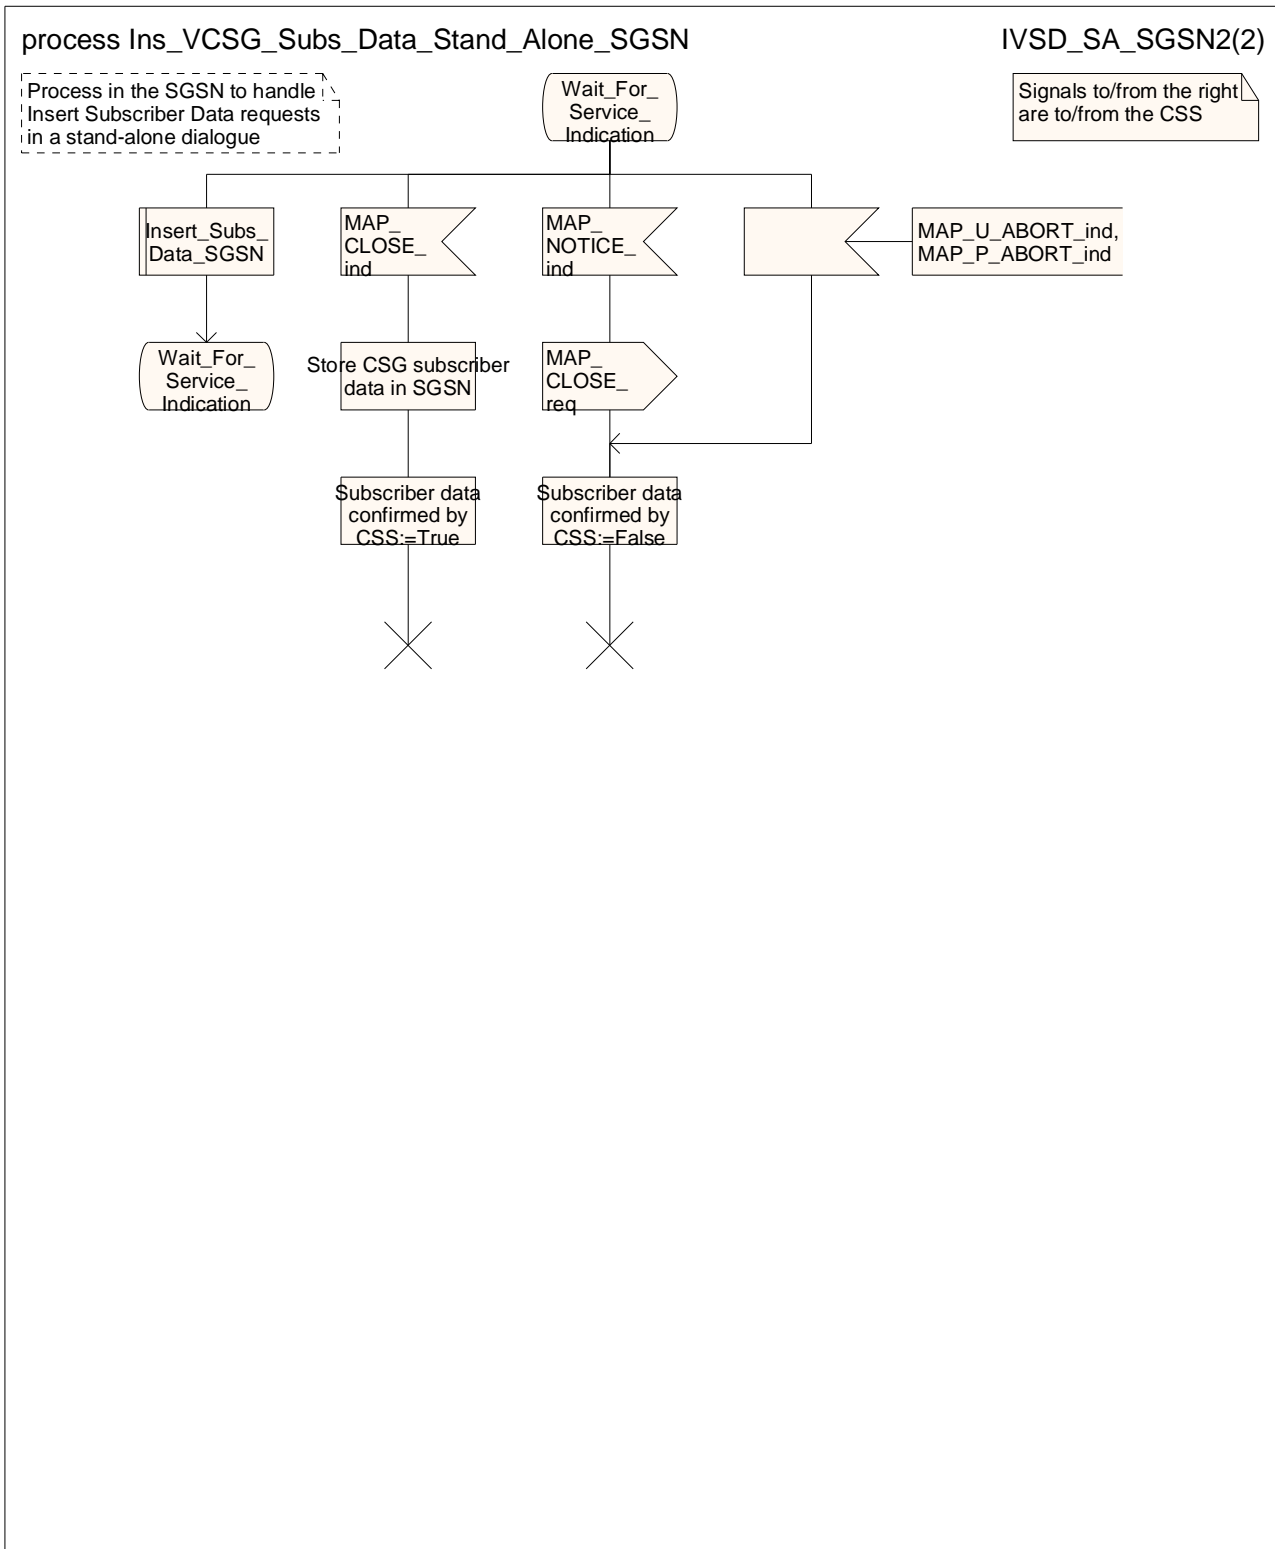 process Ins_VCSG_Subs_Data_Stand_Alone_SGSN
IVSD_SA_SGSN2(2)
Process in the SGSN to handle
Insert Subscriber Data requests
in a stand-alone dialogue
Wait_For_
Service_
Indication
Signals to/from the right
are to/from the CSS
Insert_Subs_
Data_SGSN
MAP_
CLOSE_
ind
MAP_
NOTICE_
ind
MAP_U_ABORT_ind,
MAP_P_ABORT_ind
Wait_For_
Service_
Indication
Store CSG subscriber
data in SGSN
MAP_
CLOSE_
req
Subscriber data
confirmed by
CSS:=True
Subscriber data
confirmed by
CSS:=False